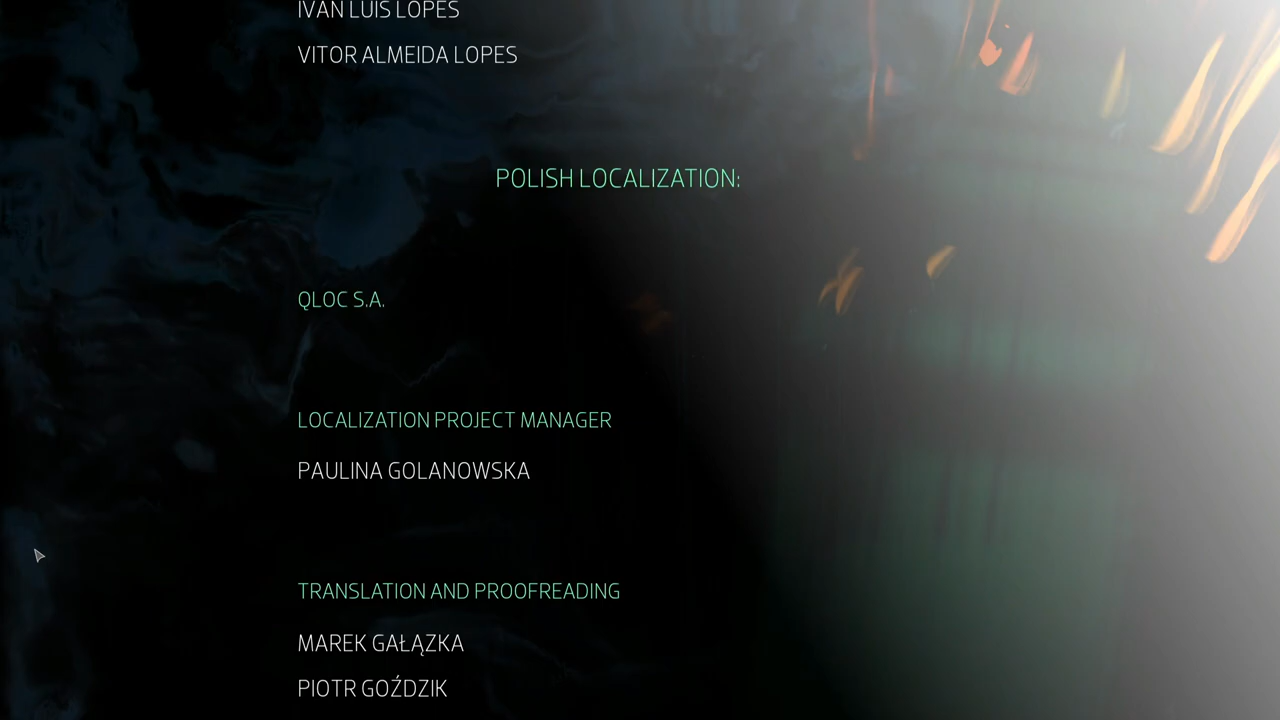 IVAN LUIS LOPES
VITOR ALMEIDA LOPES
POLISH LOCALIZATION:
QLOC S.A.
LOCALIZATION PROJECT MANAGER
PAULINA GOLANOWSKA
TRANSLATION AND PROOFREADING
MAREK GAŁĄZKA
PIOTR GOŹDZIK